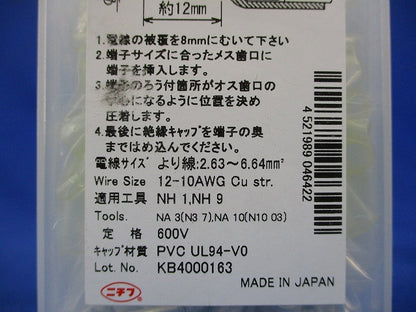 約12mm
1.電線の被覆を8mmにむいて下さい
2.端子サイズに合ったメス歯口に
端子を挿入します。
3.端子のろう付箇所がオス歯口の
中心になるように位置を決め
圧着します。
4.最後に絶縁キャップを端子の奥
まではめ込んでください。
電線サイズ より線:2.63～6.64mm²
Wire Size 12-10AWG Cu str.
適用工具 NH 1,NH 9
Tools. NA 3(N3 7),NA 10(N10 03)
定格 600V
キャップ材質 PVC UL94-V0
Lot. No. KB4000163
ニチフ
MADE IN JAPAN
4 521989 046422